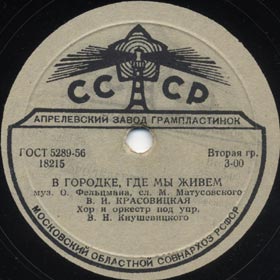 СССР
АПРЕЛЕВСКИЙ ЗАВОД ГРАМПЛАСТИНОК
ГОСТ 5289-56 Вторая гр.
18215 3-00
В ГОРОДКЕ, ГДЕ МЫ ЖИВЕМ
муз. О. Фельцмана, сл. М. Матусовского
В. И. КРАСОВИЦКАЯ
Хор и оркестр под упр.
В. Н. Кнушевицкого
МОСКОВСКИЙ ОБЛАСТНОЙ СОВНАРХОЗ РСФСР